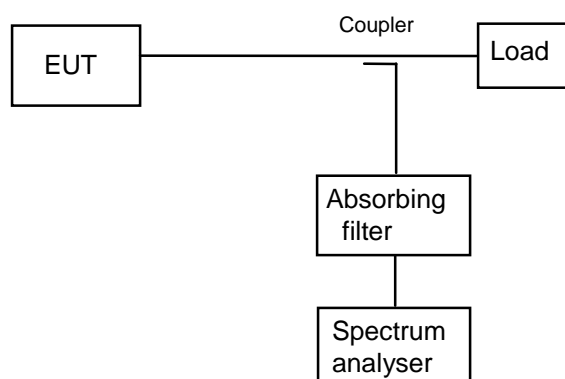 Coupler
EUT
Load
Absorbing
filter
Spectrum
analyser